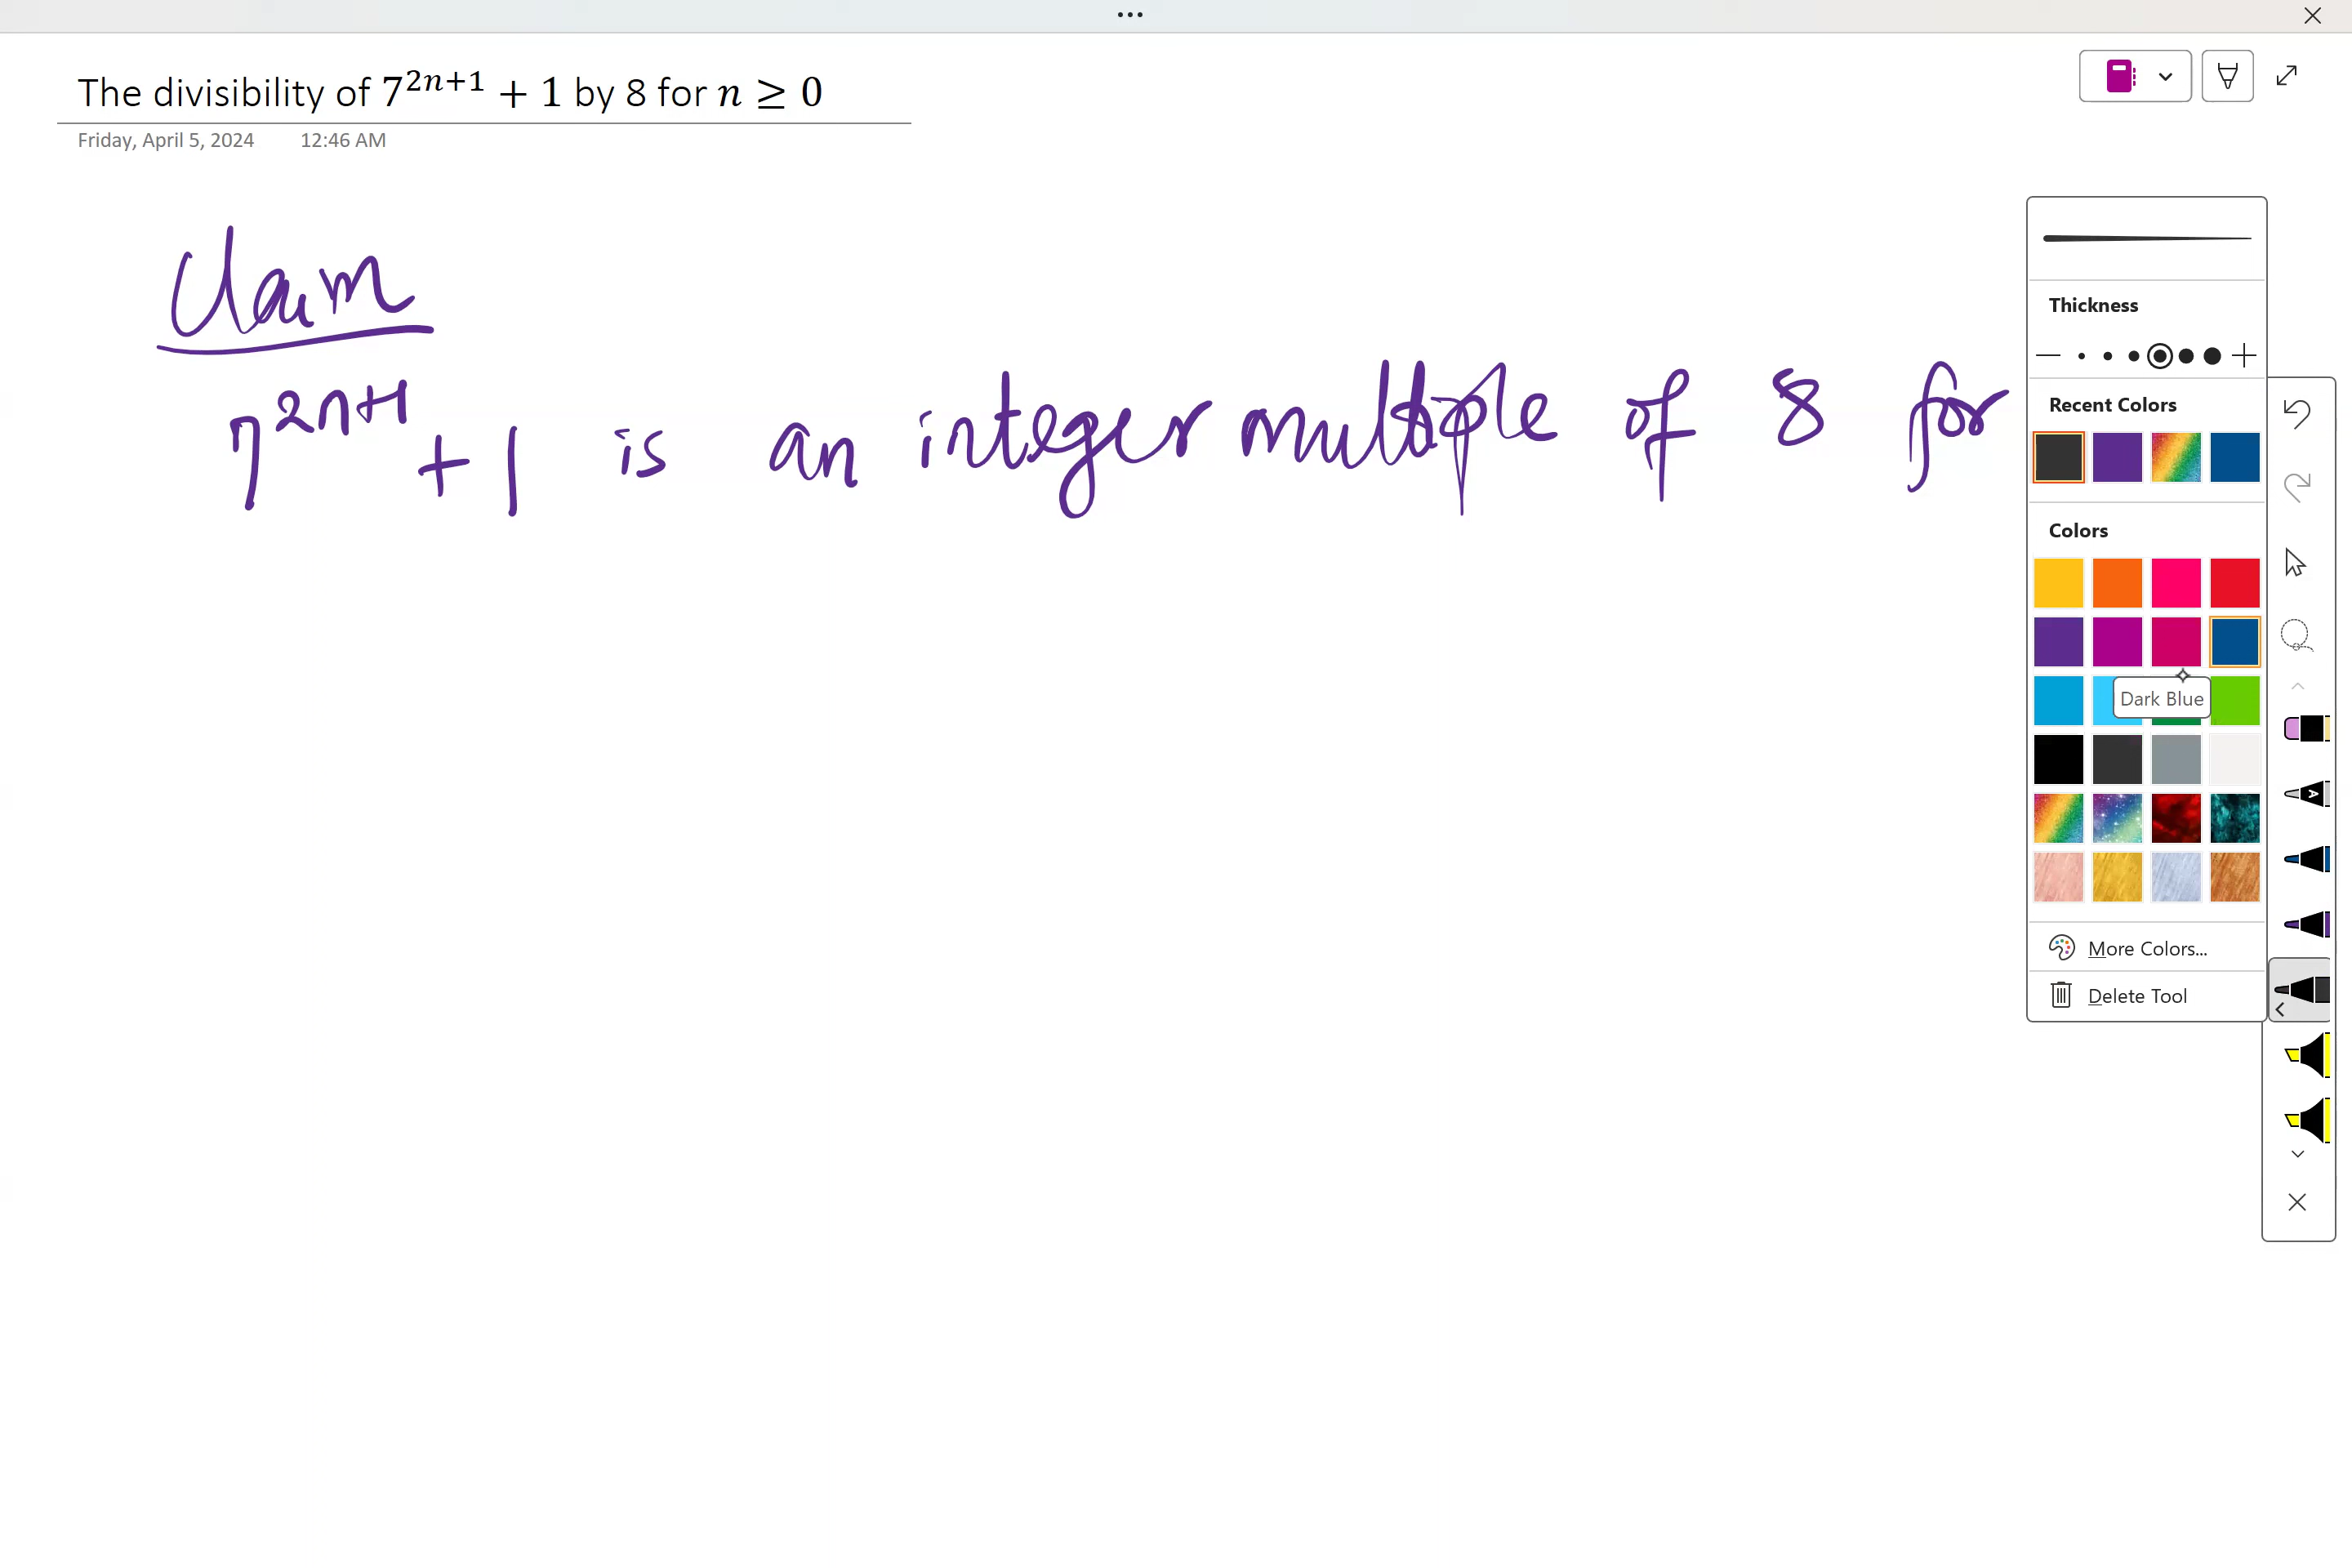 The divisibility of 7^{2n+1} + 1 by 8 for n ≥ 0
Friday, April 5, 2024 12:46 AM
Claim
7^{2n+1} + 1 is an integer multiple of 8 for
Thickness
Recent Colors
Colors
Dark Blue
More Colors...
Delete Tool